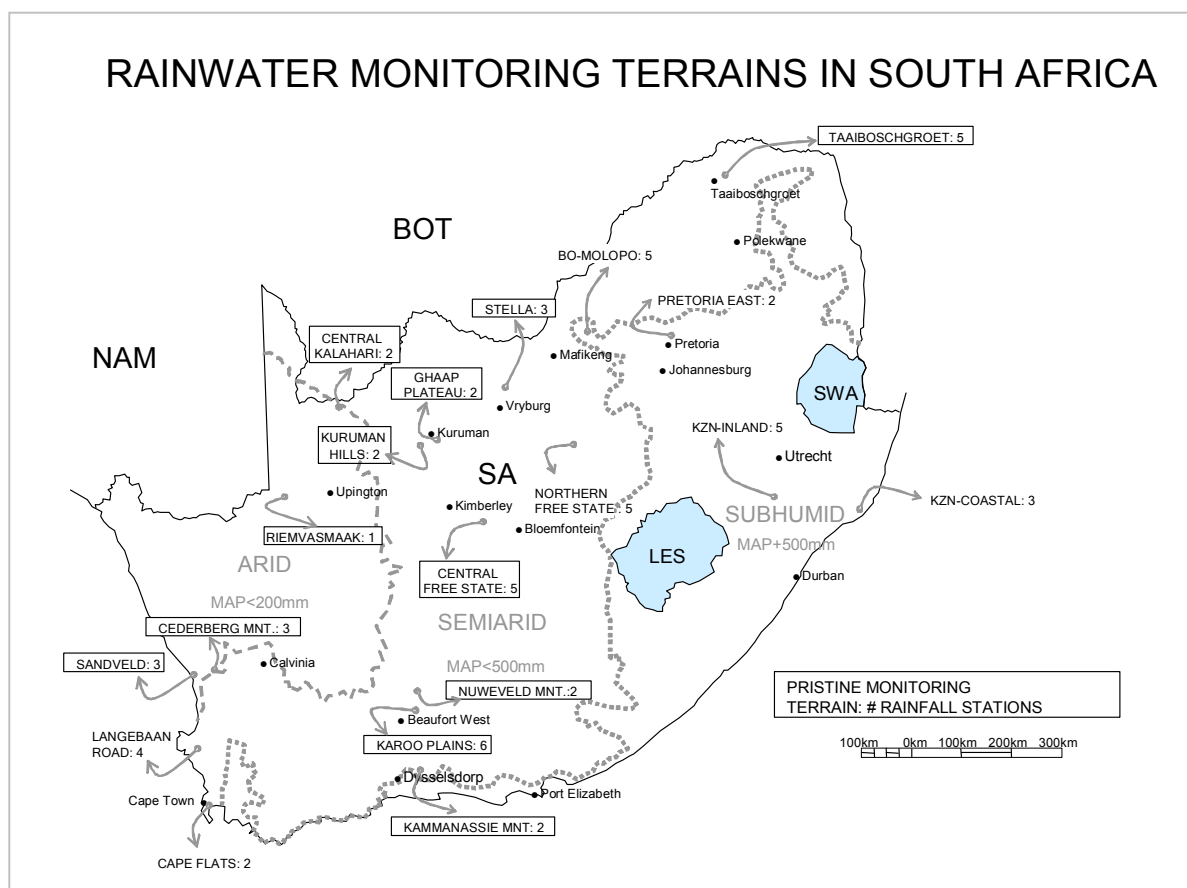 RAINWATER MONITORING TERRAINS IN SOUTH AFRICA
TAAIBOSCHGROET: 5
Taaiboschgroet
BOT
Polekwane
BO-MOLOPO: 5
PRETORIA EAST: 2
STELLA: 3
CENTRAL
KALAHARI: 2
NAM
Mafikeng
Pretoria
GHAAP
PLATEAU: 2
Johannesburg
SWA
Vryburg
KZN-INLAND: 5
Kuruman
KURUMAN
HILLS: 2
Utrecht
SA
Upington
NORTHERN
FREE STATE: 5
KZN-COASTAL: 3
Kimberley
SUBHUMID
Bloemfontein
RIEMVASMAAK: 1
MAP+500mm
LES
ARID
CENTRAL
FREE STATE: 5
Durban
MAP<200mm
SEMIARID
CEDERBERG MNT.: 3
SANDVELD: 3
Calvinia
MAP<500mm
NUWEVELD MNT.:2
PRISTINE MONITORING
TERRAIN: # RAINFALL STATIONS
Beaufort West
LANGEBAAN
ROAD: 4
KAROO PLAINS: 6
100km 0km 100km 200km 300km
Dysselsdorp
Port Elizabeth
Cape Town
KAMMANASSIE MNT: 2
CAPE FLATS: 2